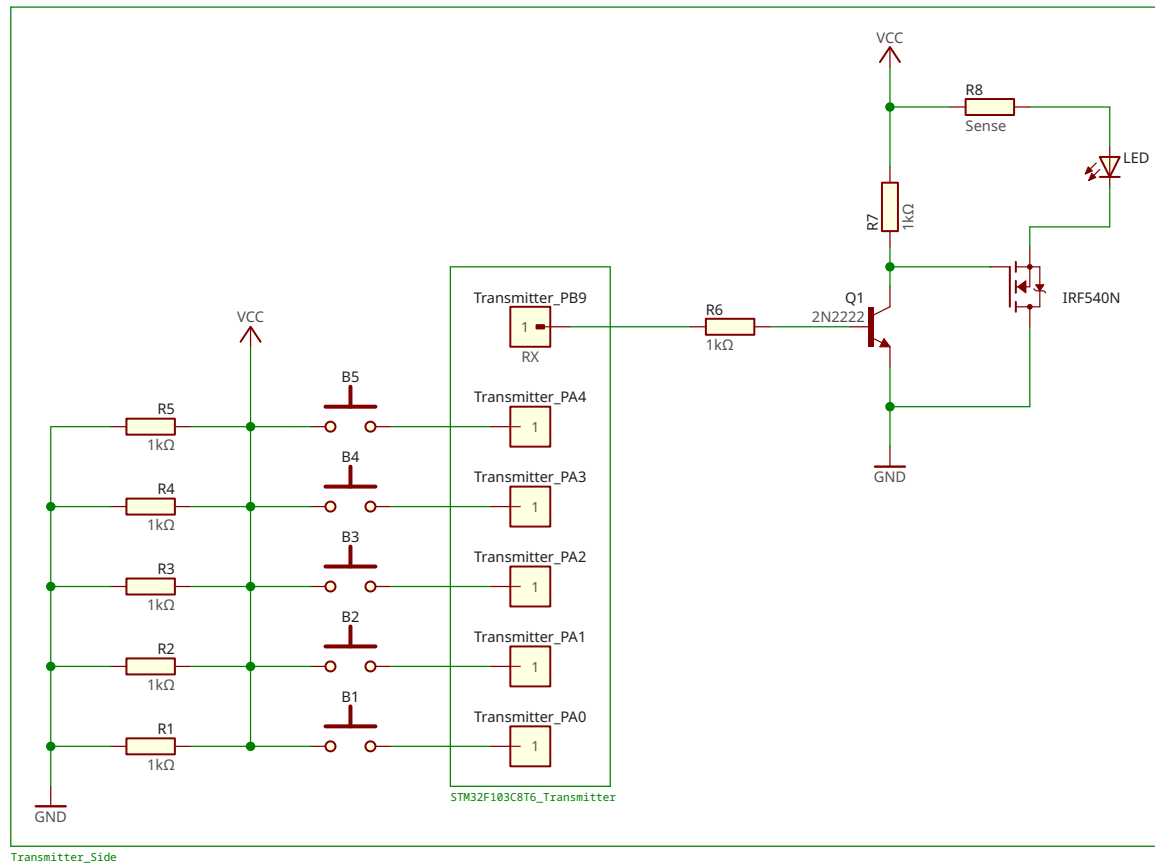 VCC
R8
Sense
LED
R7
1kΩ
Transmitter_PB9
1
RX
R6
1kΩ
Q1
2N2222
IRF540N
GND
VCC
B5
Transmitter_PA4
R5
1kΩ
1
B4
Transmitter_PA3
R4
1kΩ
1
B3
Transmitter_PA2
R3
1kΩ
1
B2
Transmitter_PA1
R2
1kΩ
1
B1
Transmitter_PA0
R1
1kΩ
1
STM32F103C8T6_Transmitter
GND
Transmitter_Side